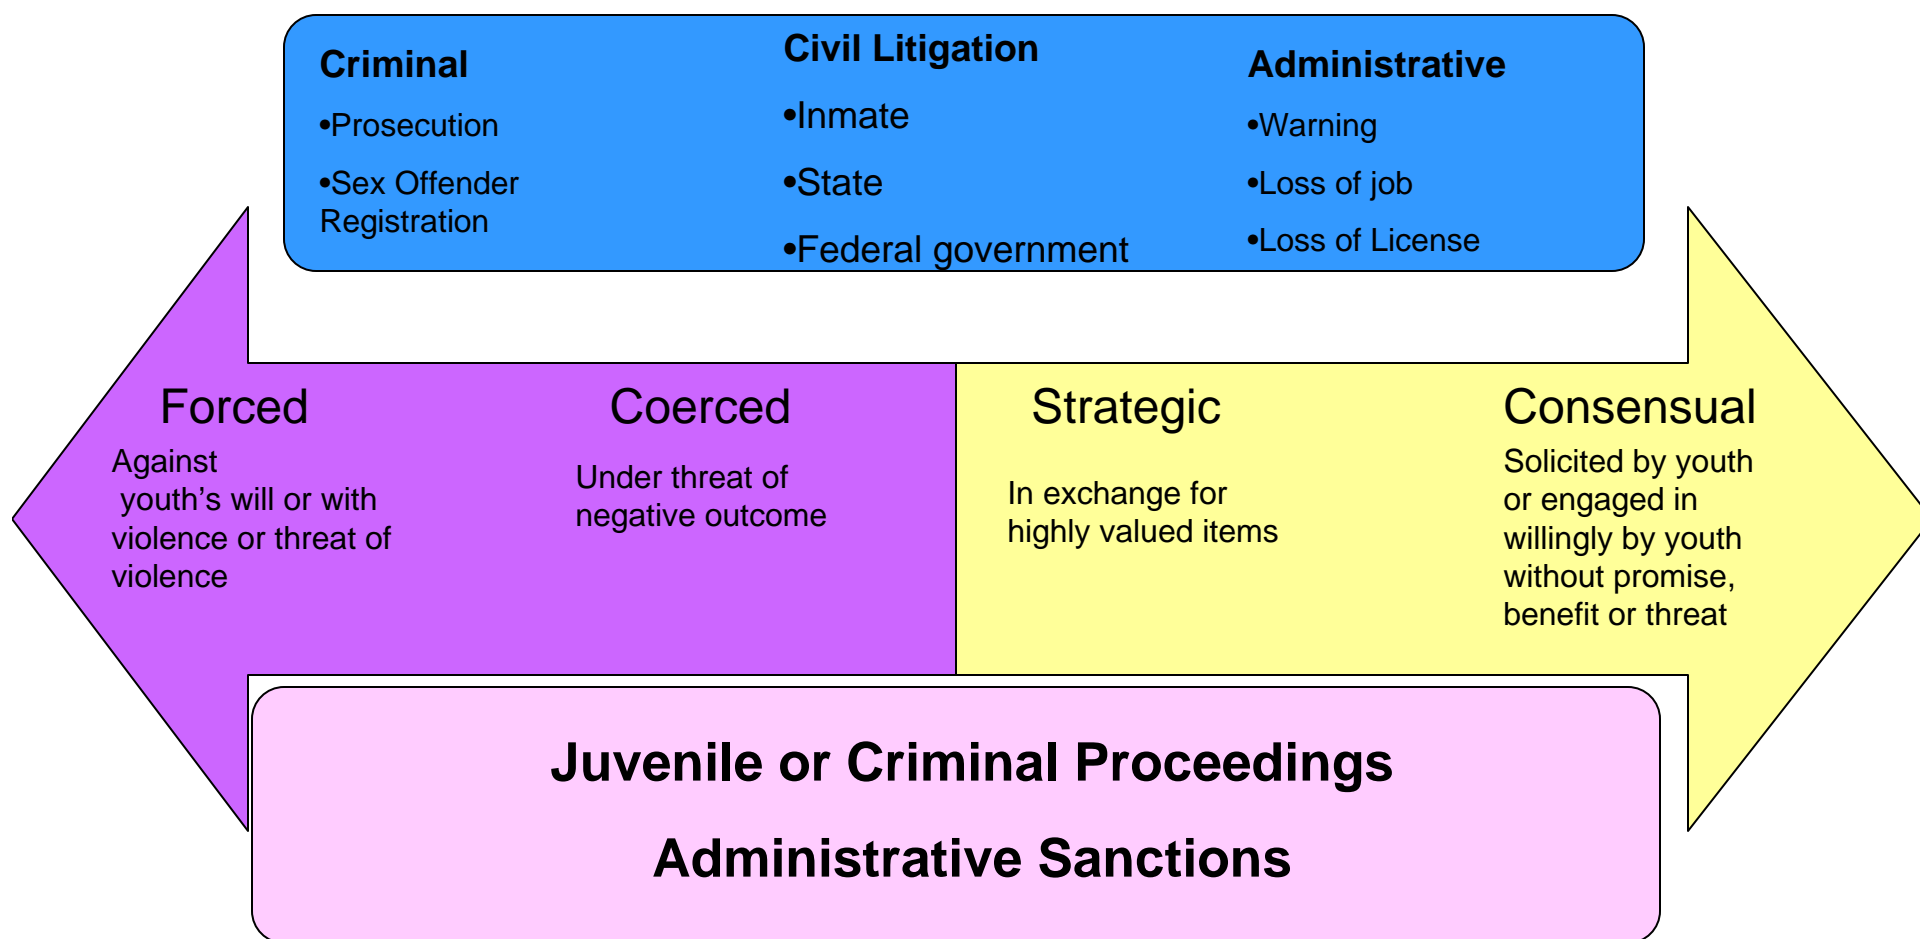 Criminal
•Prosecution
•Sex Offender
Registration
Civil Litigation
•Inmate
•State
•Federal government
Administrative
•Warning
•Loss of job
•Loss of License
Forced
Against
youth’s will or with
violence or threat of
violence
Coerced
Under threat of
negative outcome
Strategic
In exchange for
highly valued items
Consensual
Solicited by youth
or engaged in
willingly by youth
without promise,
benefit or threat
Juvenile or Criminal Proceedings
Administrative Sanctions